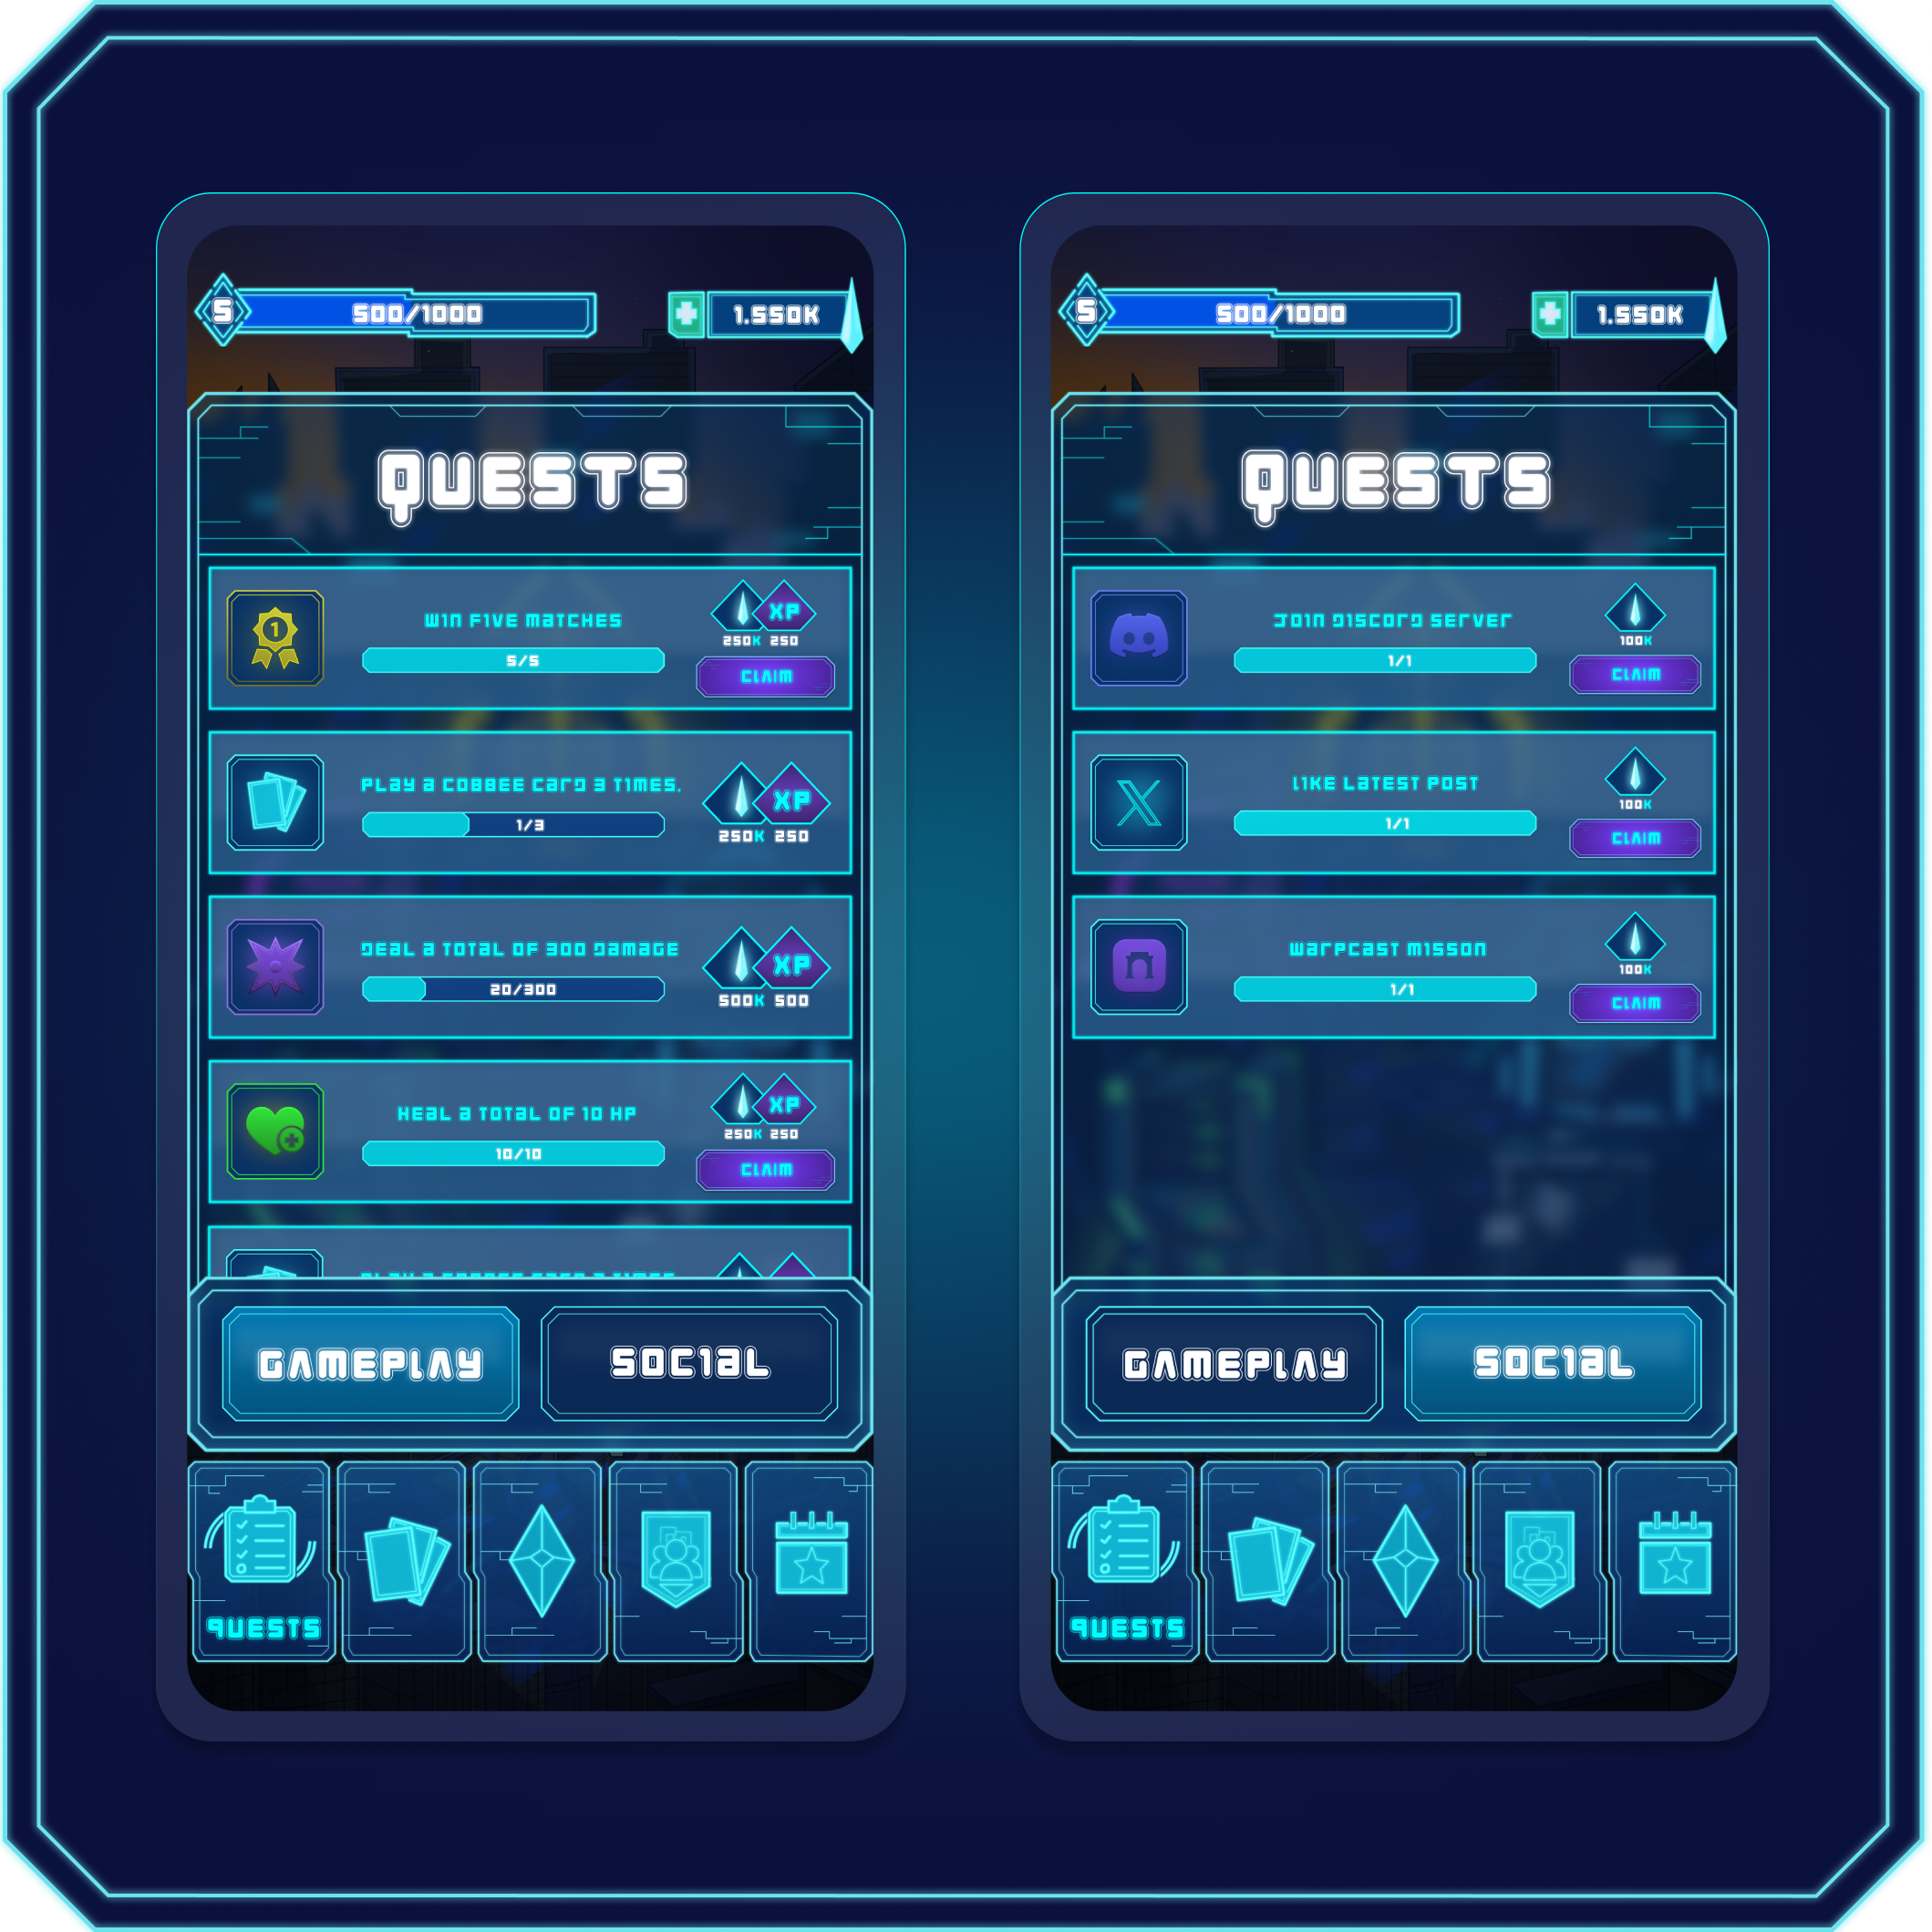 5
500/1000
1.550K
QUESTS
1
WIN FIVE MATCHES
5/5
XP
250K 250
CLAIM
PLAY A COBBEE CARD 3 TIMES.
1/3
XP
250K 250
DEAL A TOTAL OF 300 DAMAGE
20/300
XP
500K 500
HEAL A TOTAL OF 10 HP
10/10
XP
250K 250
CLAIM
GAMEPLAY
SOCIAL
QUESTS
5
500/1000
1.550K
QUESTS
JOIN DISCORD SERVER
1/1
100K
CLAIM
LIKE LATEST POST
1/1
100K
CLAIM
WARPCAST MISSON
1/1
100K
CLAIM
GAMEPLAY
SOCIAL
QUESTS